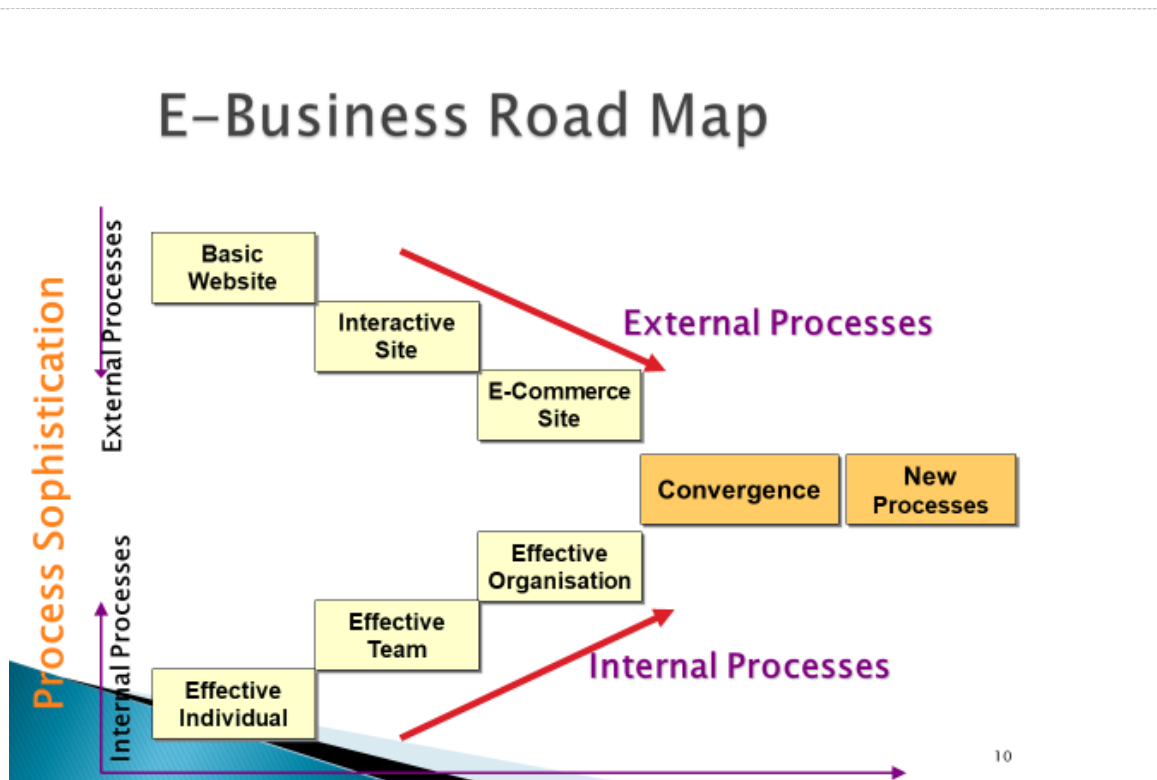 E-Business Road Map
Process Sophistication
External Processes
Basic
Website
Interactive
Site
E-Commerce
Site
External Processes
Convergence
New
Processes
Internal Processes
Effective
Organisation
Effective
Team
Effective
Individual
Internal Processes
10